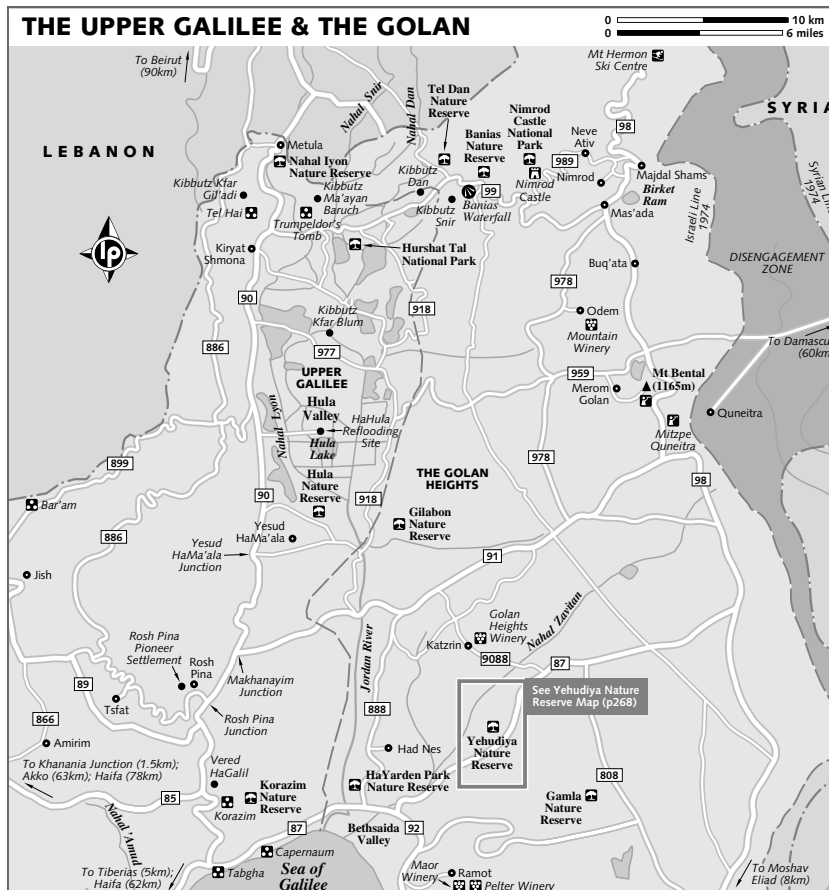 THE UPPER GALILEE & THE GOLAN
0 10 km
0 6 miles
To Beirut
(90km)
Mt Hermon
Ski Centre
Nahal Snir
Nahal Dan
Tel Dan
Nature
Reserve
Nimrod
Castle
National
Park
Banias
Nature
Reserve
Neve
Ativ
98
SYRIA
LEBANON
Metula
Nahal Iyon
Nature Reserve
989
Majdal Shams
Kibbutz Kfar
Gil'adi
Kibbutz
Ma'ayan
Baruch
Kibbutz
Dan
99
Nimrod
Castle
Nimrod
Birket
Ram
Tel Hai
Trumpeldor's
Tomb
Kibbutz
Snir
Banias
Waterfall
Mas'ada
Israeli Line
1974
Syrian Line
1974
Kiryat
Shmona
Hurshat Tal
National Park
Buq'ata
DISENGAGEMENT
ZONE
90
918
978
Kibbutz
Kfar Blum
Odem
Mountain
Winery
886
977
To Damascu
(60km)
UPPER
GALILEE
959
Mt Bental
(1165m)
Merom
Golan
Hula
Valley
Nahal Lyon
HaHula
Reflooding
Site
Quneitra
Hula
Lake
Mitzpe
Quneitra
899
978
Hula
Nature
Reserve
THE GOLAN
HEIGHTS
98
90
918
Bar'am
Gilabon
Nature
Reserve
886
Yesud
HaMa'ala
Yesud
HaMa'ala
Junction
91
Jish
Golan
Heights
Winery
Nahal Zavitan
Katzrin
Jordan River
Rosh Pina
Pioneer
Settlement
Rosh
Pina
9088
87
Makhanayim
Junction
89
See Yehudiya Nature
Reserve Map (p268)
Tsfat
888
866
Rosh Pina
Junction
Yehudiya
Nature
Reserve
Amirim
Had Nes
To Khanania Junction (1.5km);
Akko (63km); Haifa (78km)
Vered
HaGalil
808
HaYarden Park
Nature Reserve
Korazim
Nature
Reserve
Gamla
Nature
Reserve
85
Korazim
Nahal 'Amud
87
Bethsaida
Valley
92
Capernaum
Maor
Winery
Ramot
To Tiberias (5km);
Haifa (62km)
Tabgha
Sea of
Galilee
Pelter Winery
To Moshav
Eliad (8km)
lp